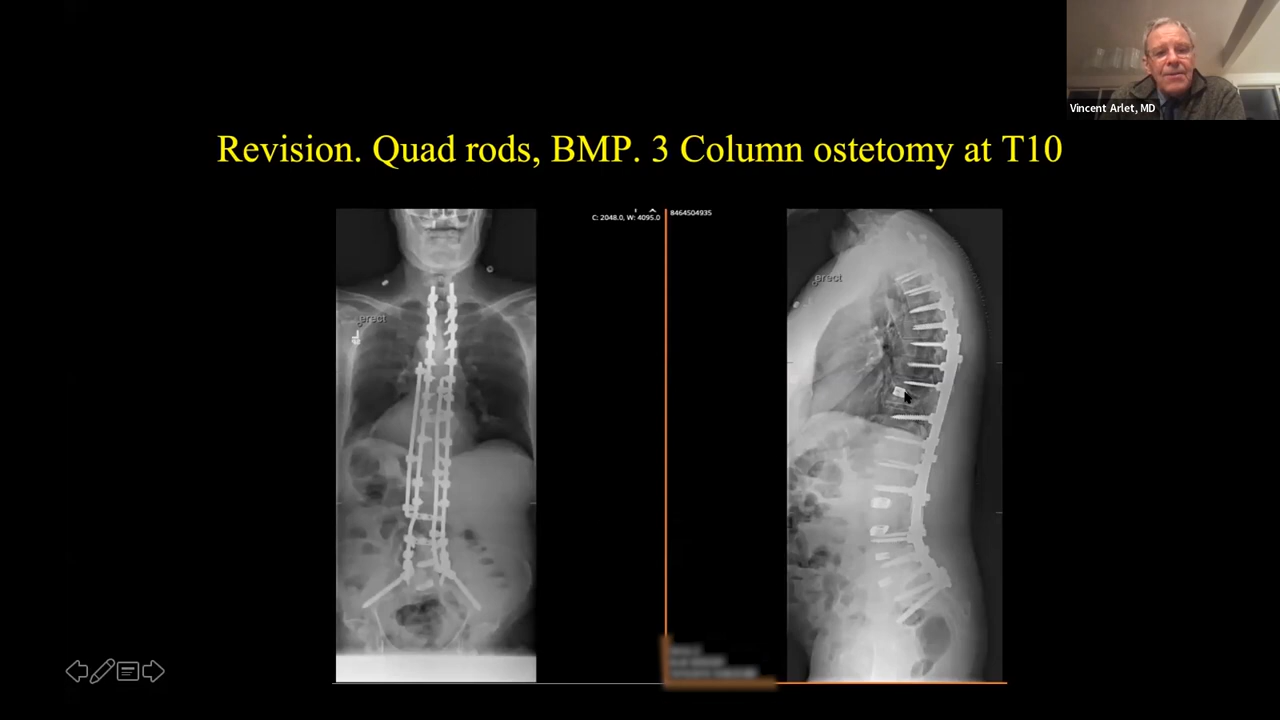 Vincent Arlet, MD
Revision. Quad rods, BMP. 3 Column ostetomy at T10
C: 2048.0, W: 4095.0
8464504935
erect
erect
L